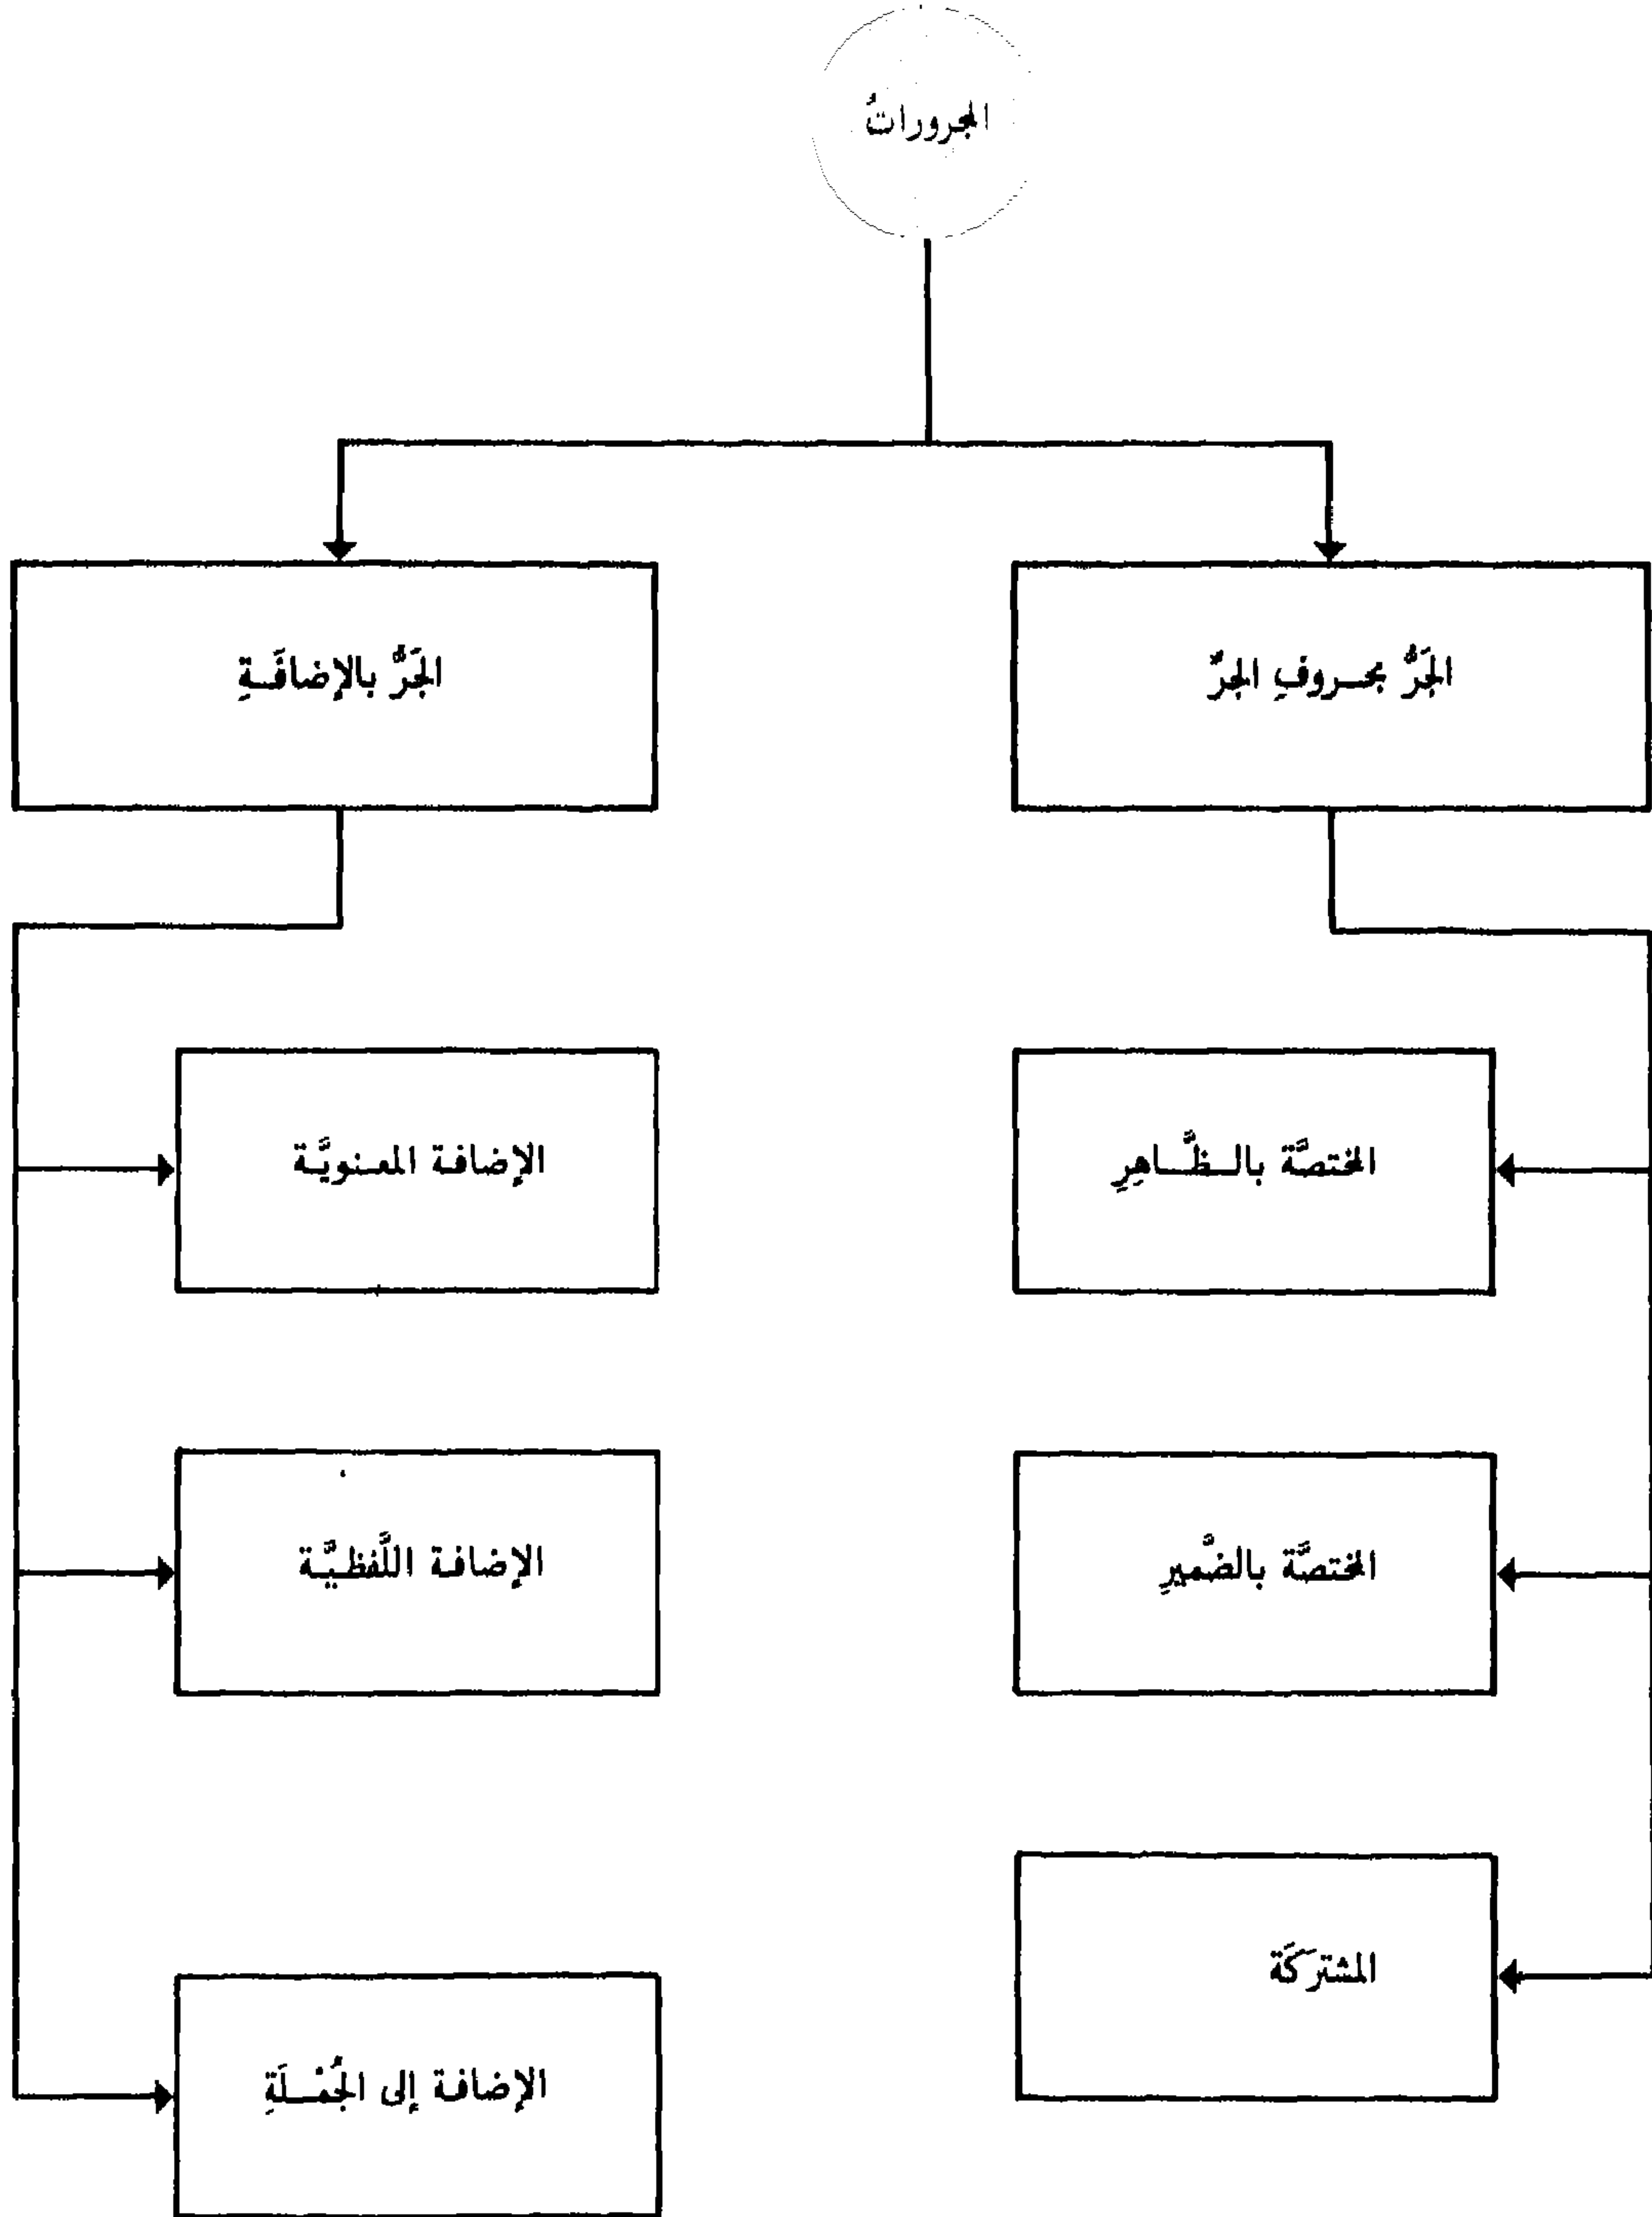 المجروراتُ
الجَرُّ بحروفِ الجرِّ
الجَرُّ بالإضافَةِ
المختصَّة بالظَّاهِرِ
الإضافة المعنويَّة
المختصَّة بالضَّميرِ
الإضافة اللَّفظيَّة
المشتركَة
الإضافة إلى الجُمْلَةِ